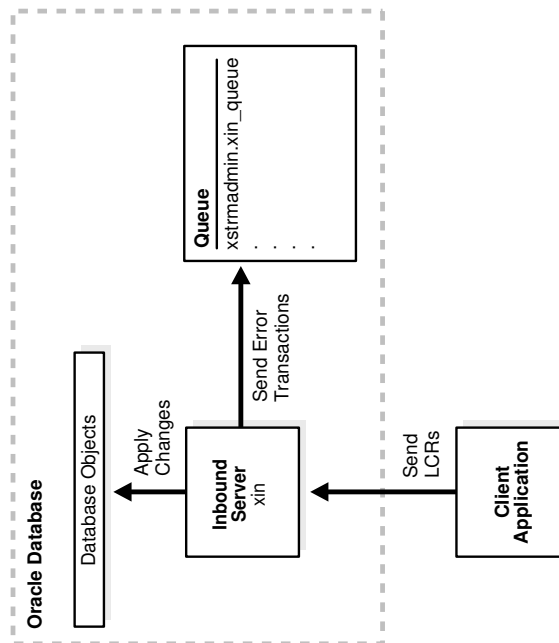 Oracle Database
Database Objects
Apply
Changes
Inbound
Server
xin
Send Error
Transactions
Queue
xstrmadmin.xin_queue
. . . .
Send
LCRs
Client
Application